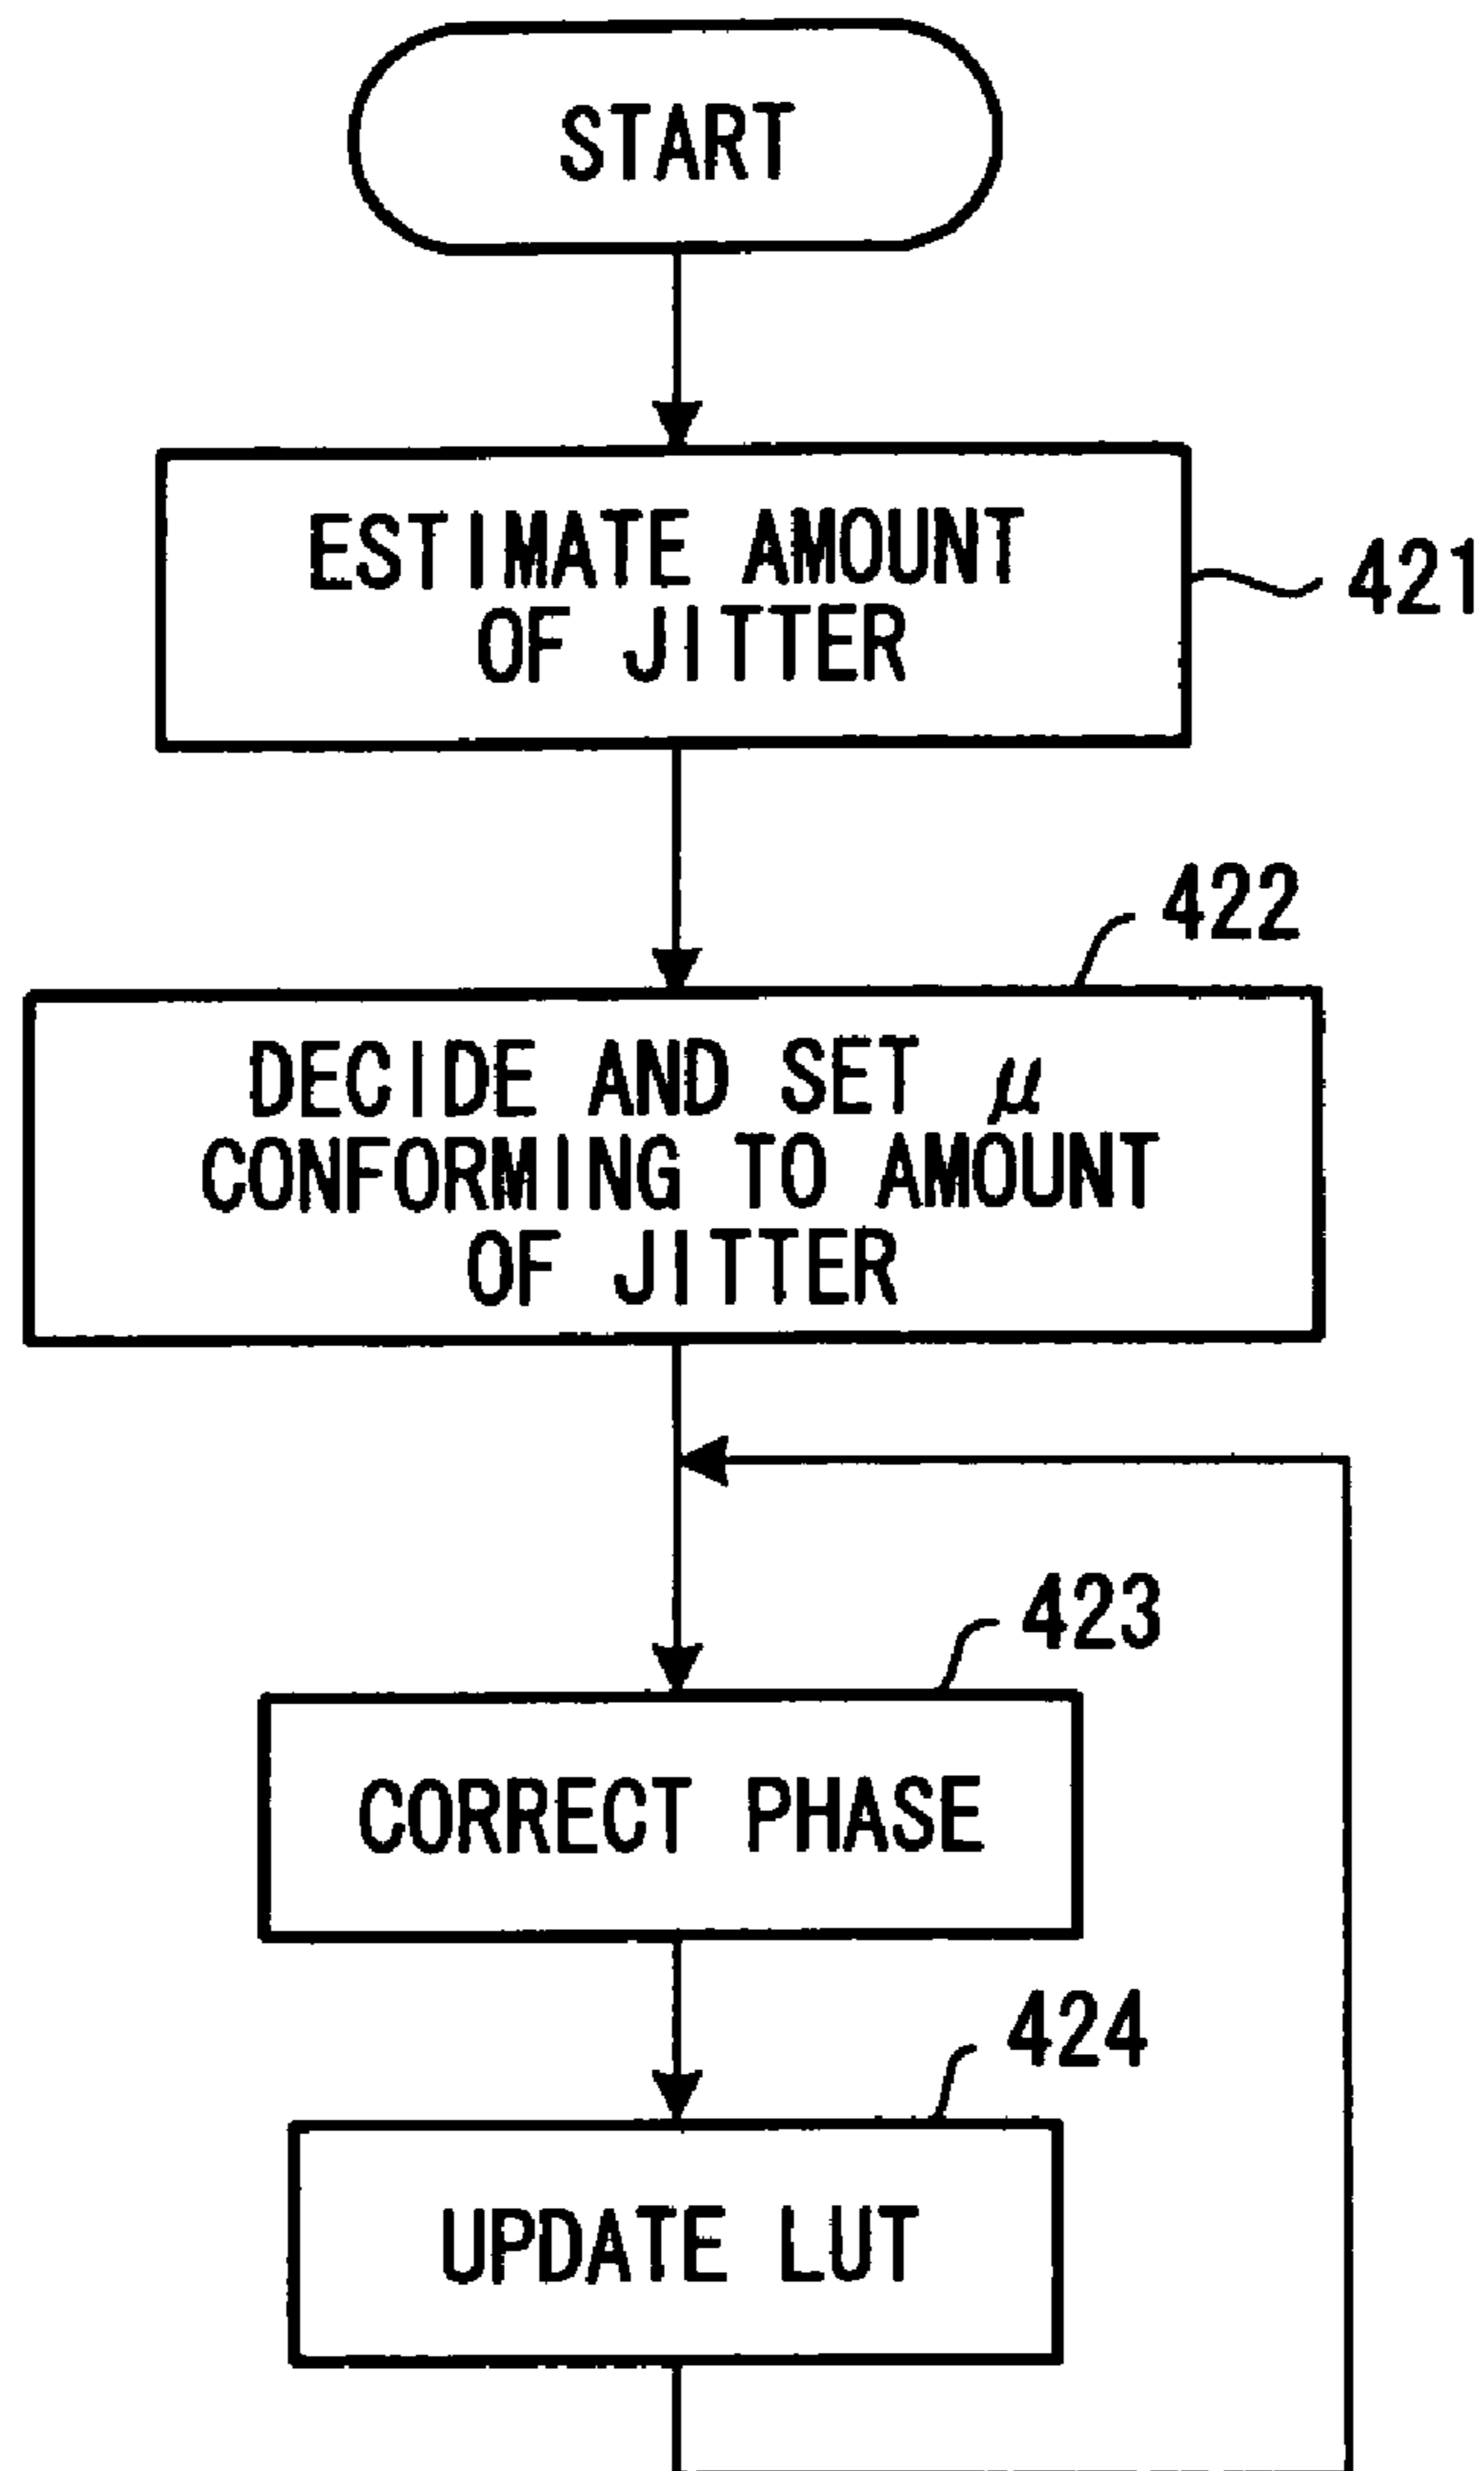 START
ESTIMATE AMOUNT
OF JITTER
421
422
DECIDE AND SET μ
CONFORMING TO AMOUNT
OF JITTER
423
CORRECT PHASE
424
UPDATE LUT